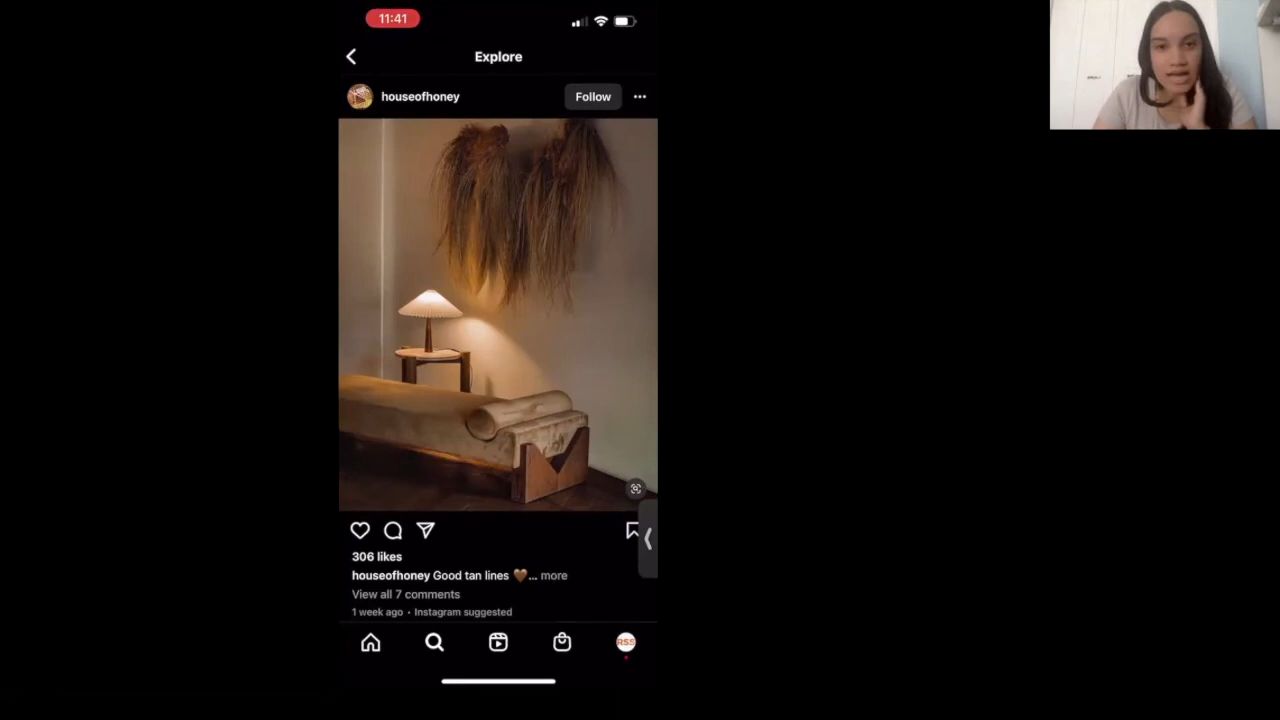 11:41
Explore
houseofhoney
Follow
306 likes
houseofhoney Good tan lines 🤎... more
View all 7 comments
1 week ago • Instagram suggested
RSS